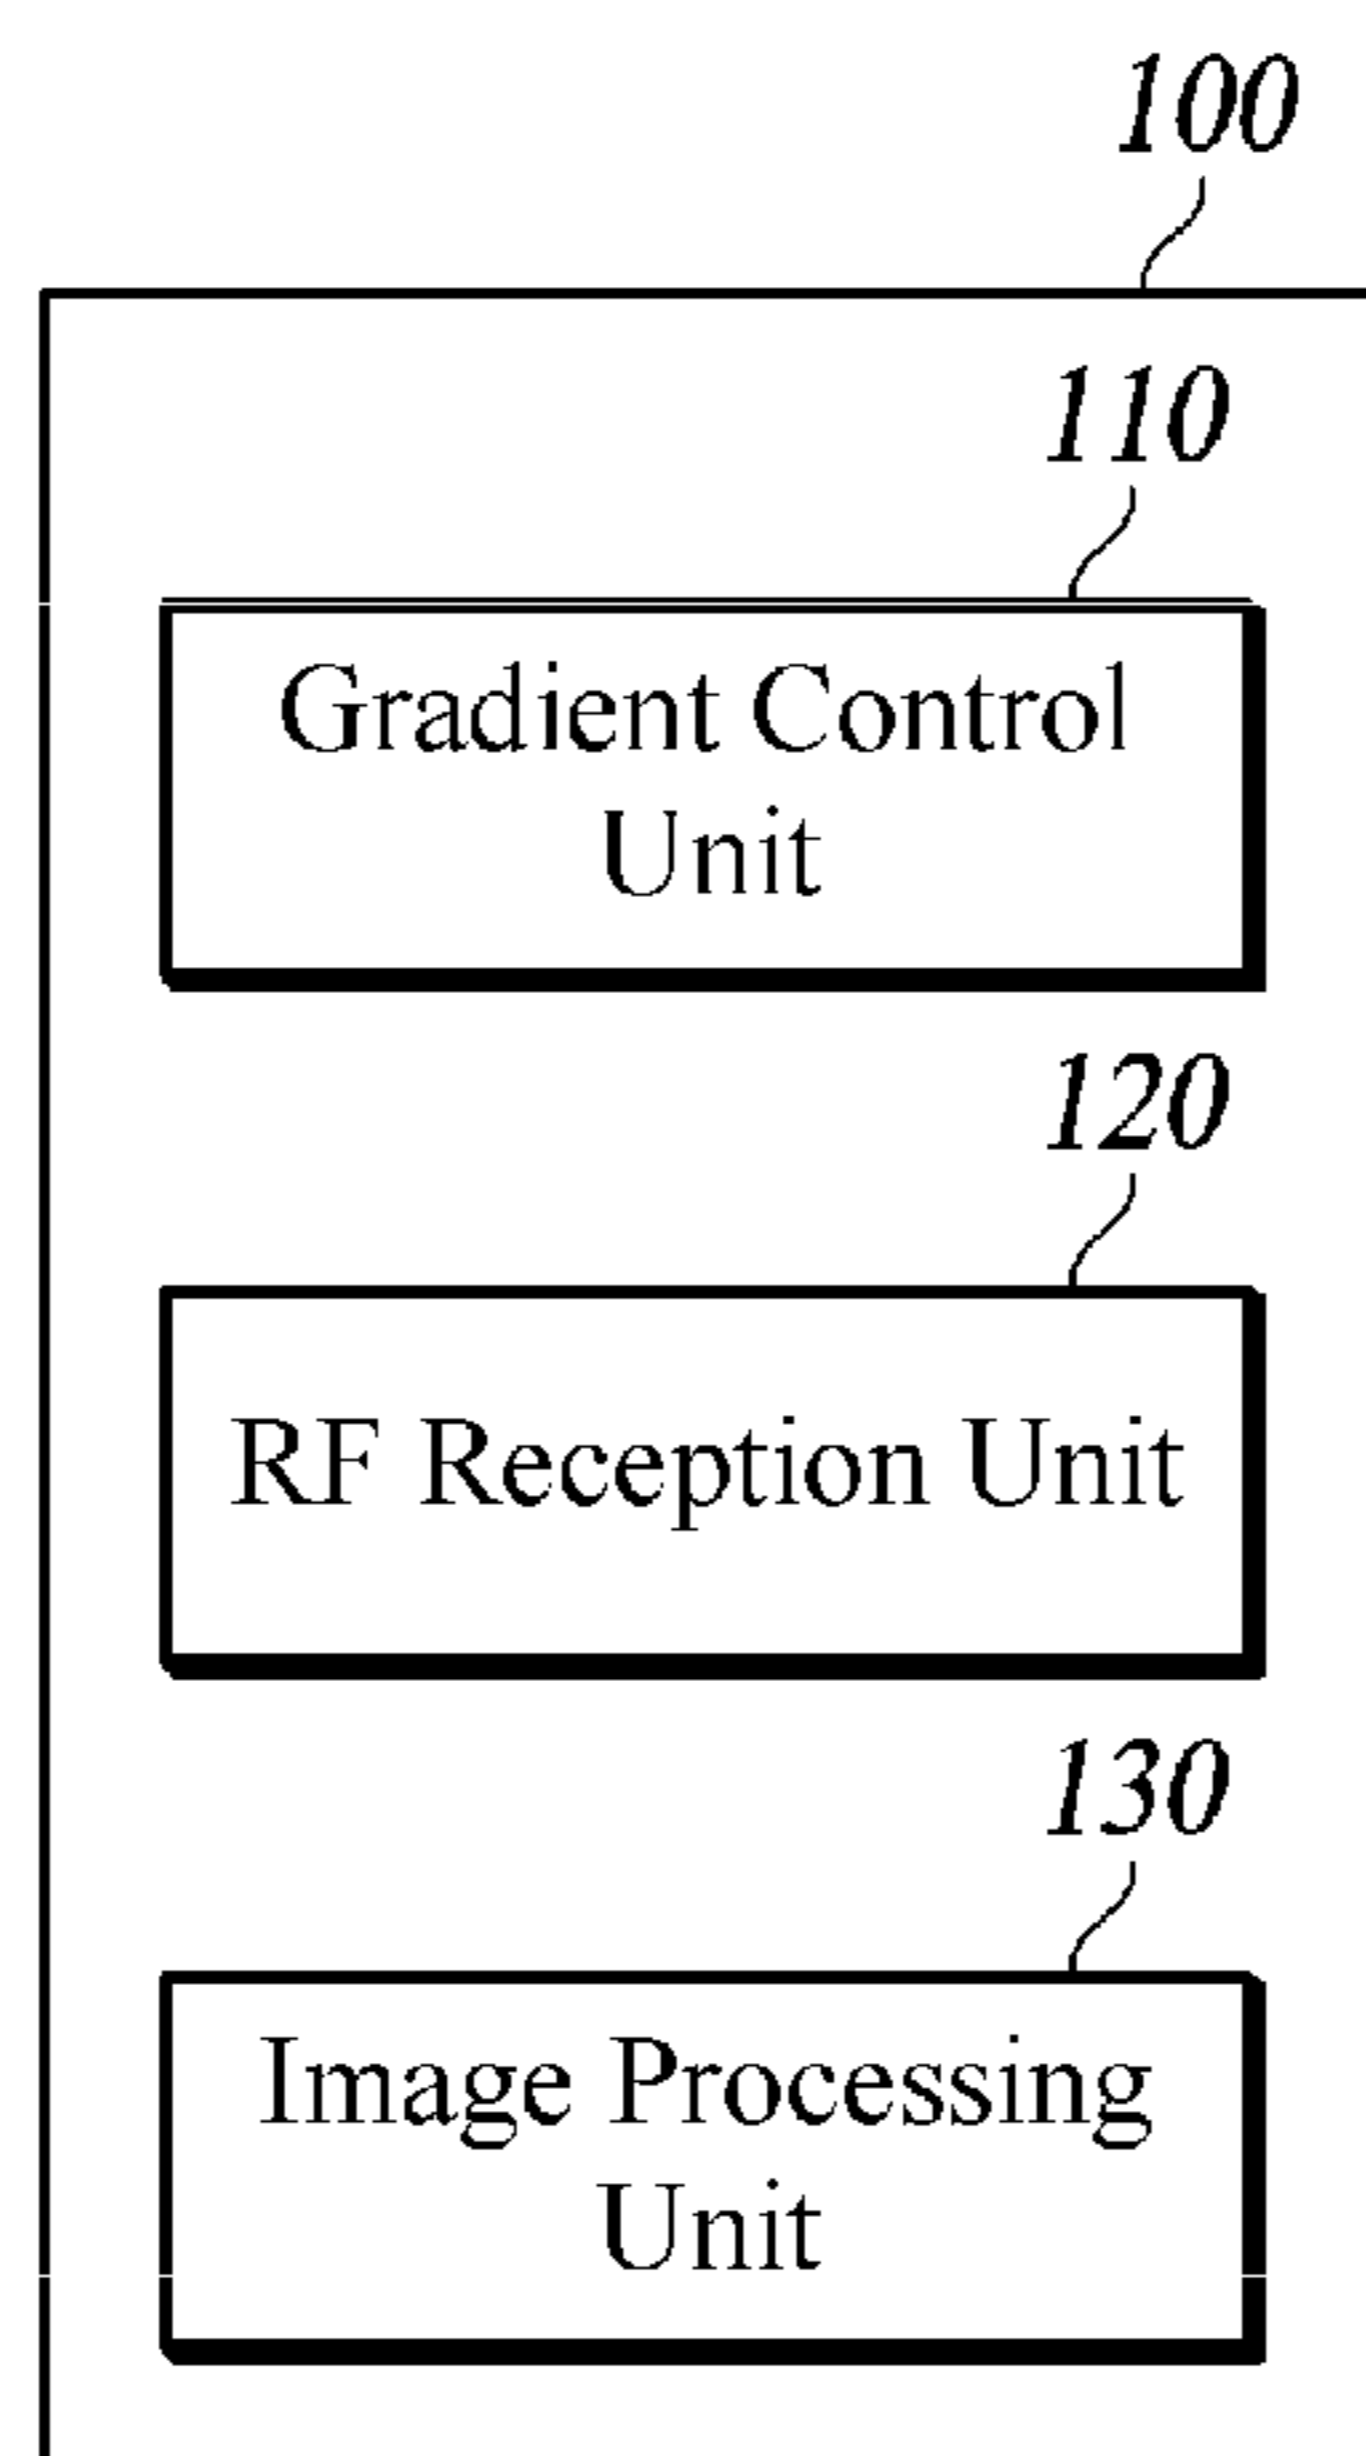 100
110
Gradient Control
Unit
120
RF Reception Unit
130
Image Processing
Unit